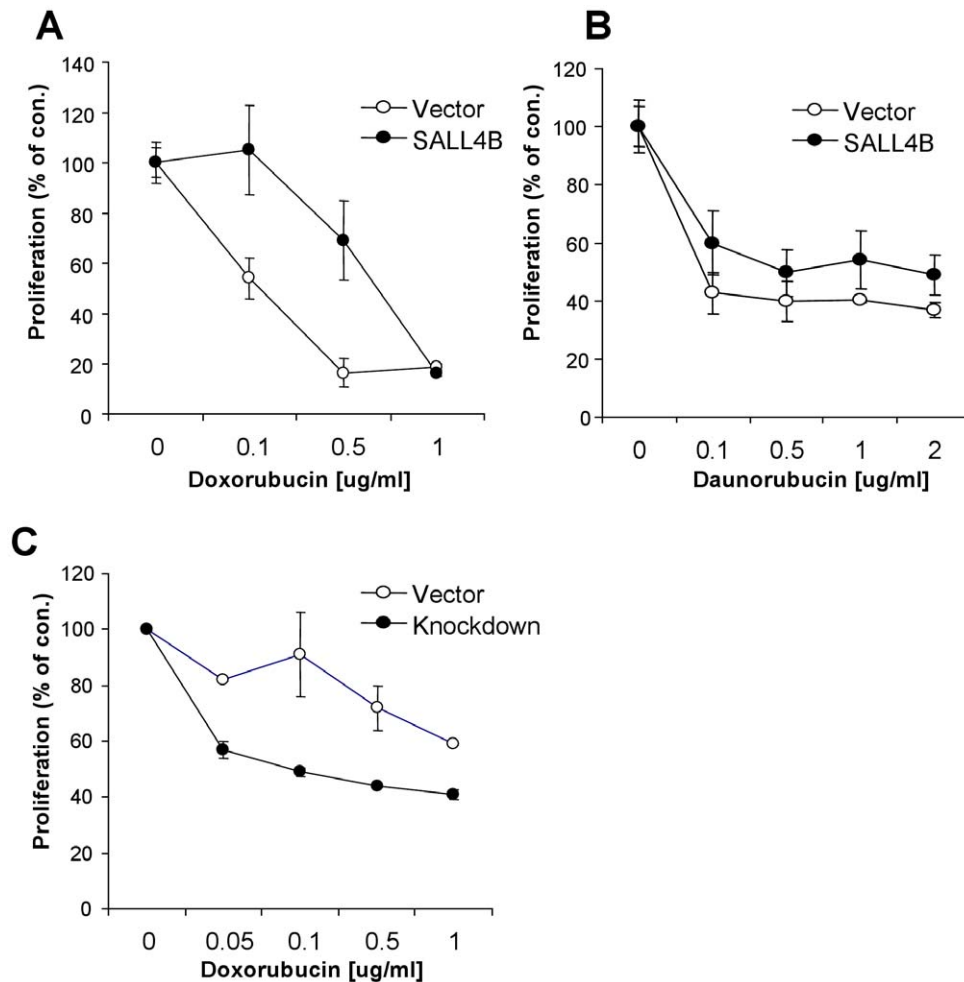 A
Proliferation (% of con.)
140
120
100
80
60
40
20
0
Vector
SALL4B
0 0.1 0.5 1
Doxorubucin [ug/ml]
B
Proliferation (% of con.)
120
100
80
60
40
20
0
Vector
SALL4B
0 0.1 0.5 1 2
Daunorubucin [ug/ml]
C
Proliferation (% of con.)
120
100
80
60
40
20
0
Vector
Knockdown
0 0.05 0.1 0.5 1
Doxorubucin [ug/ml]